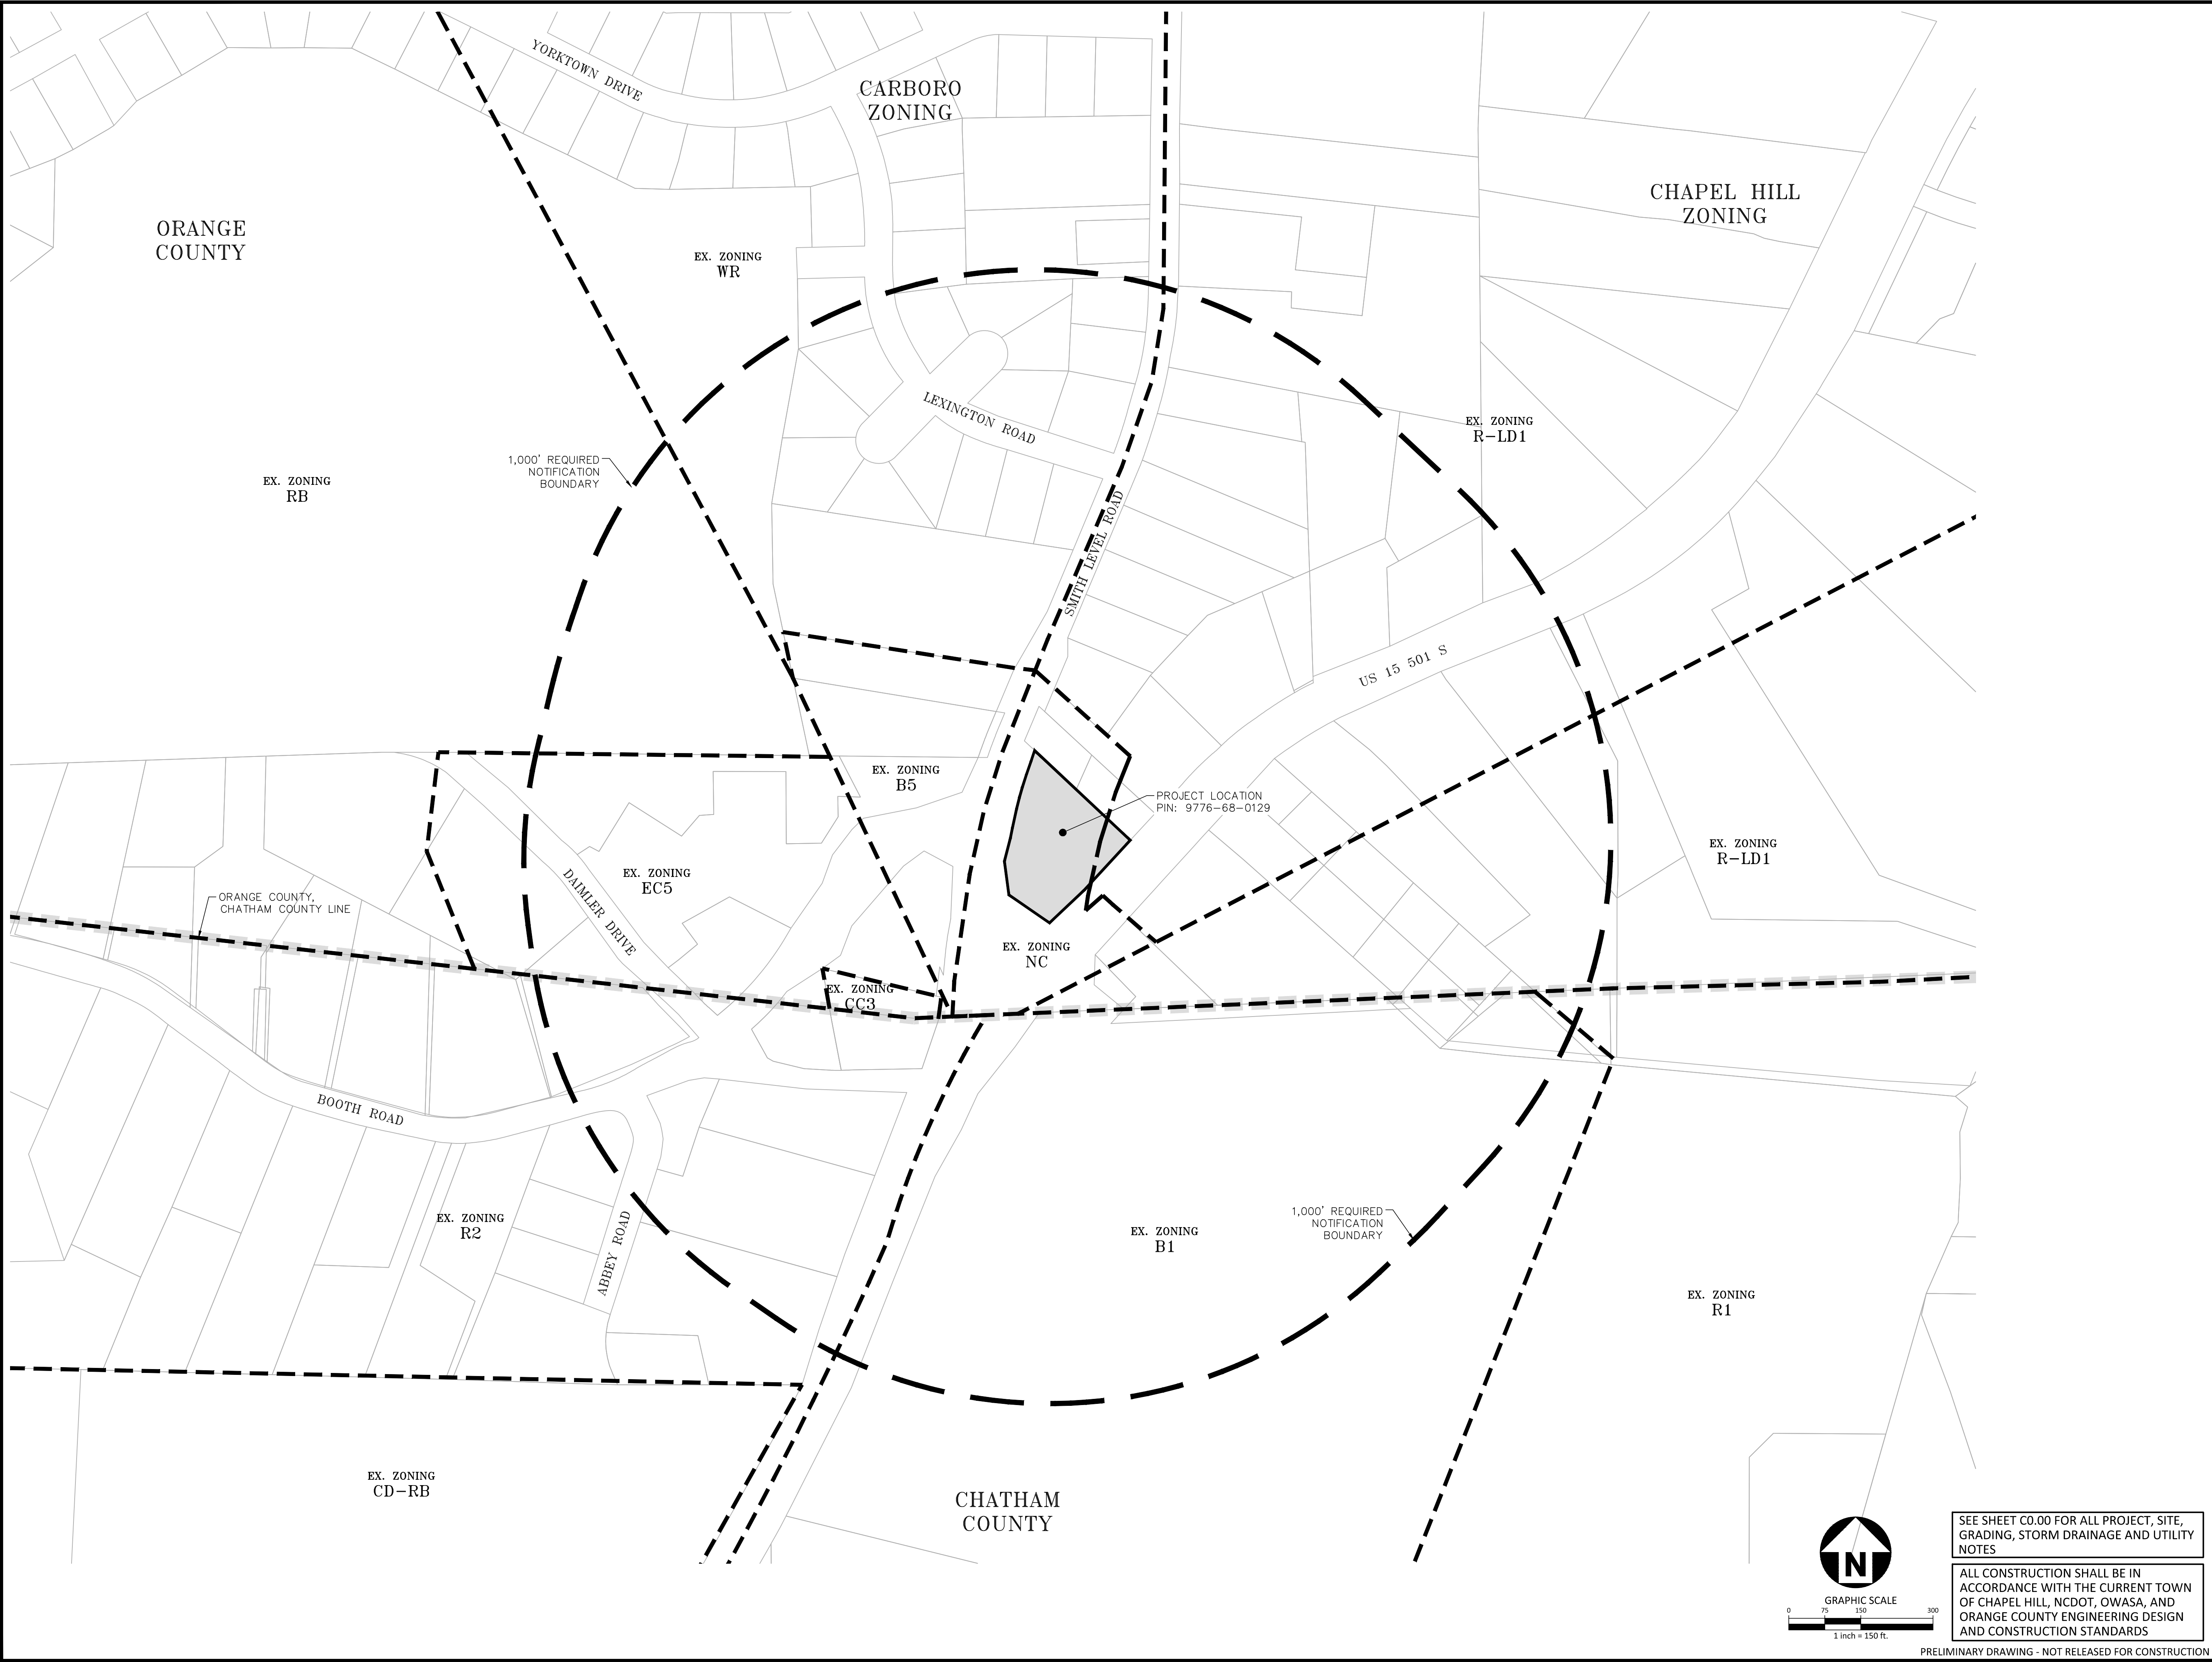 YORKTOWN DRIVE
CARBORO
ZONING
CHAPEL HILL
ZONING
ORANGE
COUNTY
EX. ZONING
WR
LEXINGTON ROAD
EX. ZONING
R-LD1
1,000' REQUIRED
NOTIFICATION
BOUNDARY
EX. ZONING
RB
SMITH LEVEL ROAD
US 15 501 S
EX. ZONING
B5
PROJECT LOCATION
PIN: 9776-68-0129
EX. ZONING
R-LD1
EX. ZONING
EC5
DAIMLER DRIVE
ORANGE COUNTY,
CHATHAM COUNTY LINE
EX. ZONING
NC
EX. ZONING
CC3
BOOTH ROAD
EX. ZONING
R2
ABBEY ROAD
EX. ZONING
B1
1,000' REQUIRED
NOTIFICATION
BOUNDARY
EX. ZONING
R1
EX. ZONING
CD-RB
CHATHAM
COUNTY
N
GRAPHIC SCALE
0 75 150 300
1 inch = 150 ft.
SEE SHEET C0.00 FOR ALL PROJECT, SITE,
GRADING, STORM DRAINAGE AND UTILITY
NOTES
ALL CONSTRUCTION SHALL BE IN
ACCORDANCE WITH THE CURRENT TOWN
OF CHAPEL HILL, NCDOT, OWASA, AND
ORANGE COUNTY ENGINEERING DESIGN
AND CONSTRUCTION STANDARDS
PRELIMINARY DRAWING - NOT RELEASED FOR CONSTRUCTION